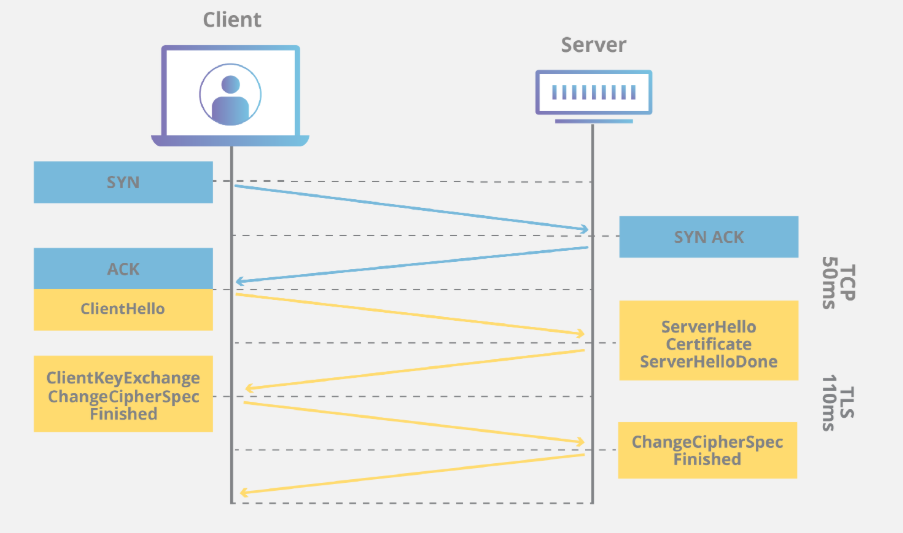 Client
Server
SYN
SYN ACK
ACK
TCP
50ms
ClientHello
ServerHello
Certificate
ServerHelloDone
ClientKeyExchange
ChangeCipherSpec
Finished
TLS
110ms
ChangeCipherSpec
Finished